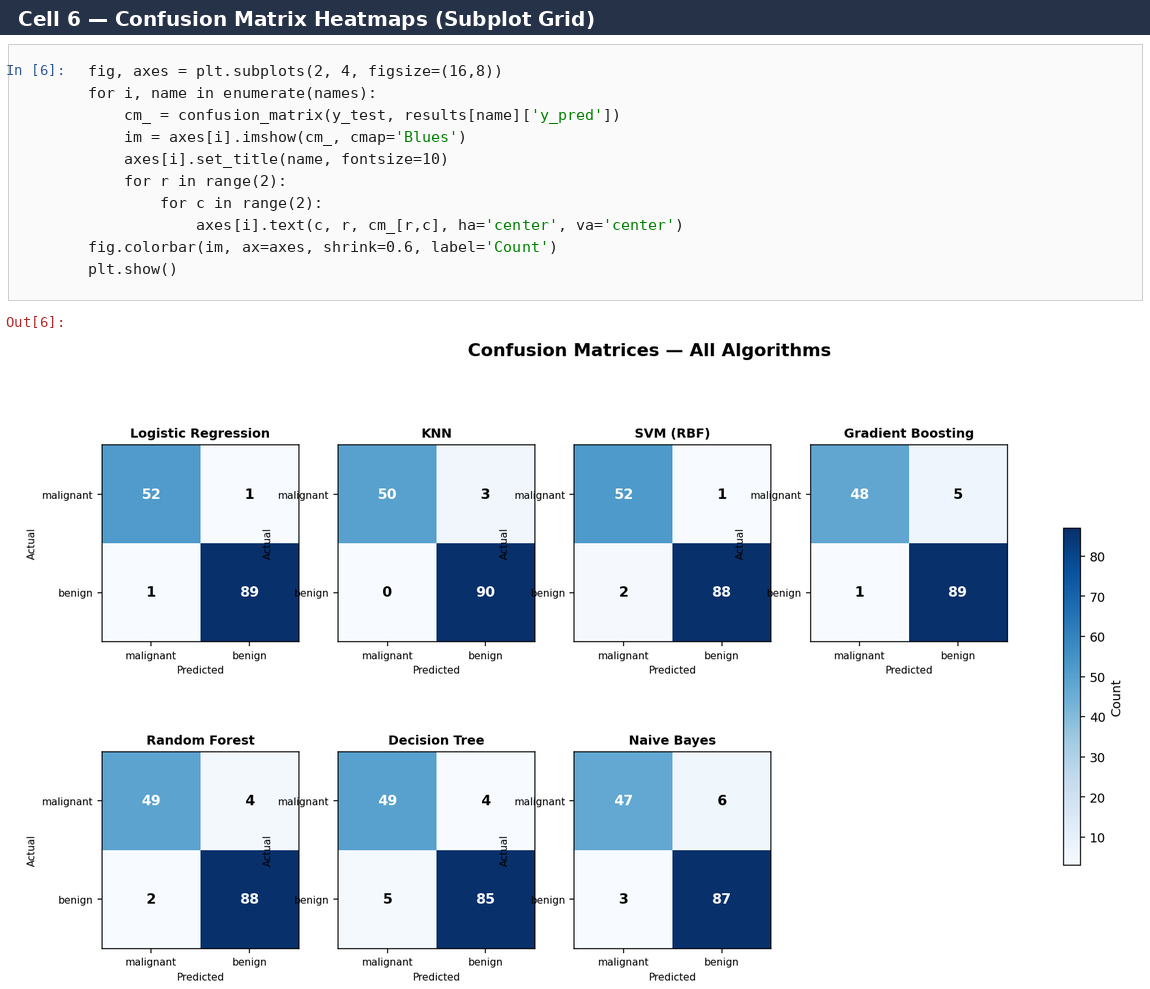 Cell 6 — Confusion Matrix Heatmaps (Subplot Grid)
In [6]:
fig, axes = plt.subplots(2, 4, figsize=(16,8))
for i, name in enumerate(names):
    cm_ = confusion_matrix(y_test, results[name]['y_pred'])
    im = axes[i].imshow(cm_, cmap='Blues')
    axes[i].set_title(name, fontsize=10)
    for r in range(2):
        for c in range(2):
            axes[i].text(c, r, cm_[r,c], ha='center', va='center')
fig.colorbar(im, ax=axes, shrink=0.6, label='Count')
plt.show()
Out[6]:
Confusion Matrices — All Algorithms
Logistic Regression
Actual
malignant 52 1
benign 1 89
malignant benign
Predicted
KNN
Actual
malignant 50 3
benign 0 90
malignant benign
Predicted
SVM (RBF)
Actual
malignant 52 1
benign 2 88
malignant benign
Predicted
Gradient Boosting
Actual
malignant 48 5
benign 1 89
malignant benign
Predicted
Random Forest
Actual
malignant 49 4
benign 2 88
malignant benign
Predicted
Decision Tree
Actual
malignant 49 4
benign 5 85
malignant benign
Predicted
Naive Bayes
Actual
malignant 47 6
benign 3 87
malignant benign
Predicted
80
70
60
50
40
30
20
10
Count